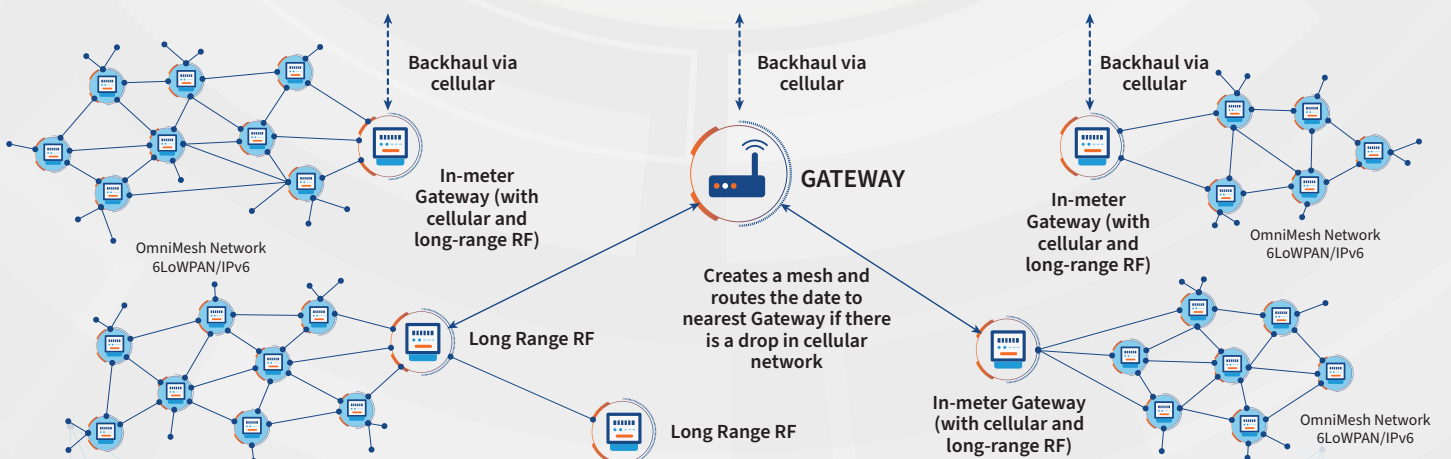 Backhaul via
cellular
Backhaul via
cellular
Backhaul via
cellular
In-meter
Gateway (with
cellular and
long-range RF)
GATEWAY
In-meter
Gateway (with
cellular and
long-range RF)
OmniMesh Network
6LoWPAN/IPv6
OmniMesh Network
6LoWPAN/IPv6
Creates a mesh and
routes the date to
nearest Gateway if there
is a drop in cellular
network
Long Range RF
Long Range RF
In-meter Gateway
(with cellular and
long-range RF)
OmniMesh Network
6LoWPAN/IPv6